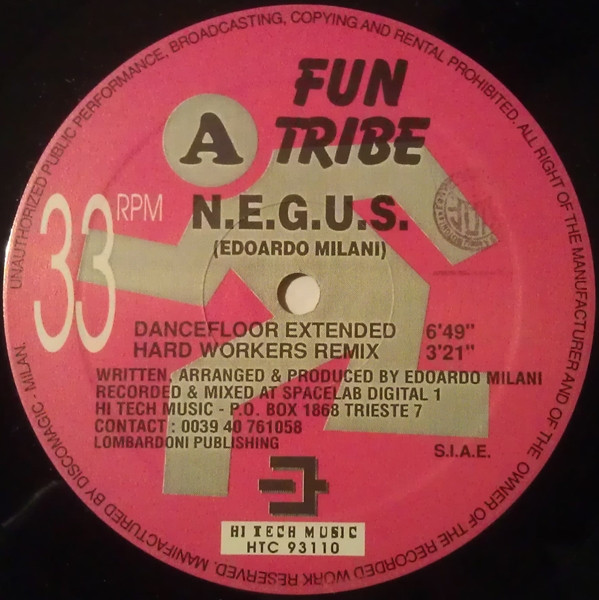 FUN
TRIBE
A
N.E.G.U.S.
(EDOARDO MILANI)
33 RPM
DANCEFLOOR EXTENDED 6'49"
HARD WORKERS REMIX 3'21"
WRITTEN, ARRANGED & PRODUCED BY EDOARDO MILANI
RECORDED & MIXED AT SPACELAB DIGITAL 1
HI TECH MUSIC - P.O. BOX 1868 TRIESTE 7
CONTACT : 0039 40 761058
LOMBARDONI PUBLISHING
S.I.A.E.
HI TECH MUSIC
HTC 93110
MANIFACTURED BY DISCOMAGIC - MILAN. UNAUTHORIZED PUBLIC PERFORMANCE, BROADCASTING, COPYING AND RENTAL PROHIBITED. ALL RIGHT OF THE MANUFACTURER AND OF THE OWNER OF THE RECORDED WORK RESERVED.